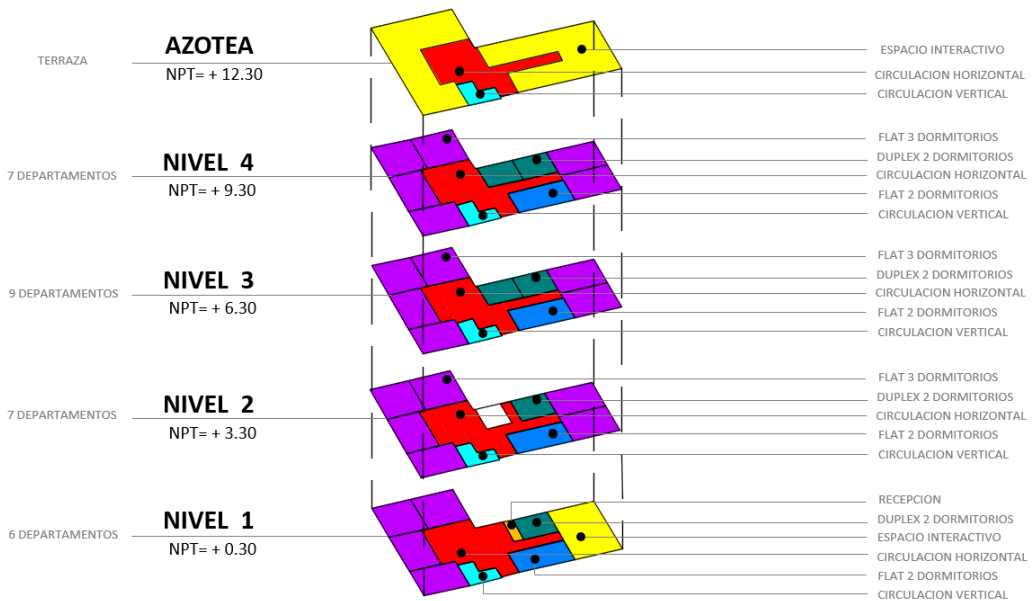 TERRAZA
AZOTEA
NPT= + 12.30
ESPACIO INTERACTIVO
CIRCULACION HORIZONTAL
CIRCULACION VERTICAL
7 DEPARTAMENTOS
NIVEL 4
NPT= + 9.30
FLAT 3 DORMITORIOS
DUPLEX 2 DORMITORIOS
CIRCULACION HORIZONTAL
FLAT 2 DORMITORIOS
CIRCULACION VERTICAL
9 DEPARTAMENTOS
NIVEL 3
NPT= + 6.30
FLAT 3 DORMITORIOS
DUPLEX 2 DORMITORIOS
CIRCULACION HORIZONTAL
FLAT 2 DORMITORIOS
CIRCULACION VERTICAL
7 DEPARTAMENTOS
NIVEL 2
NPT= + 3.30
FLAT 3 DORMITORIOS
DUPLEX 2 DORMITORIOS
CIRCULACION HORIZONTAL
FLAT 2 DORMITORIOS
CIRCULACION VERTICAL
6 DEPARTAMENTOS
NIVEL 1
NPT= + 0.30
RECEPCION
DUPLEX 2 DORMITORIOS
ESPACIO INTERACTIVO
CIRCULACION HORIZONTAL
FLAT 2 DORMITORIOS
CIRCULACION VERTICAL